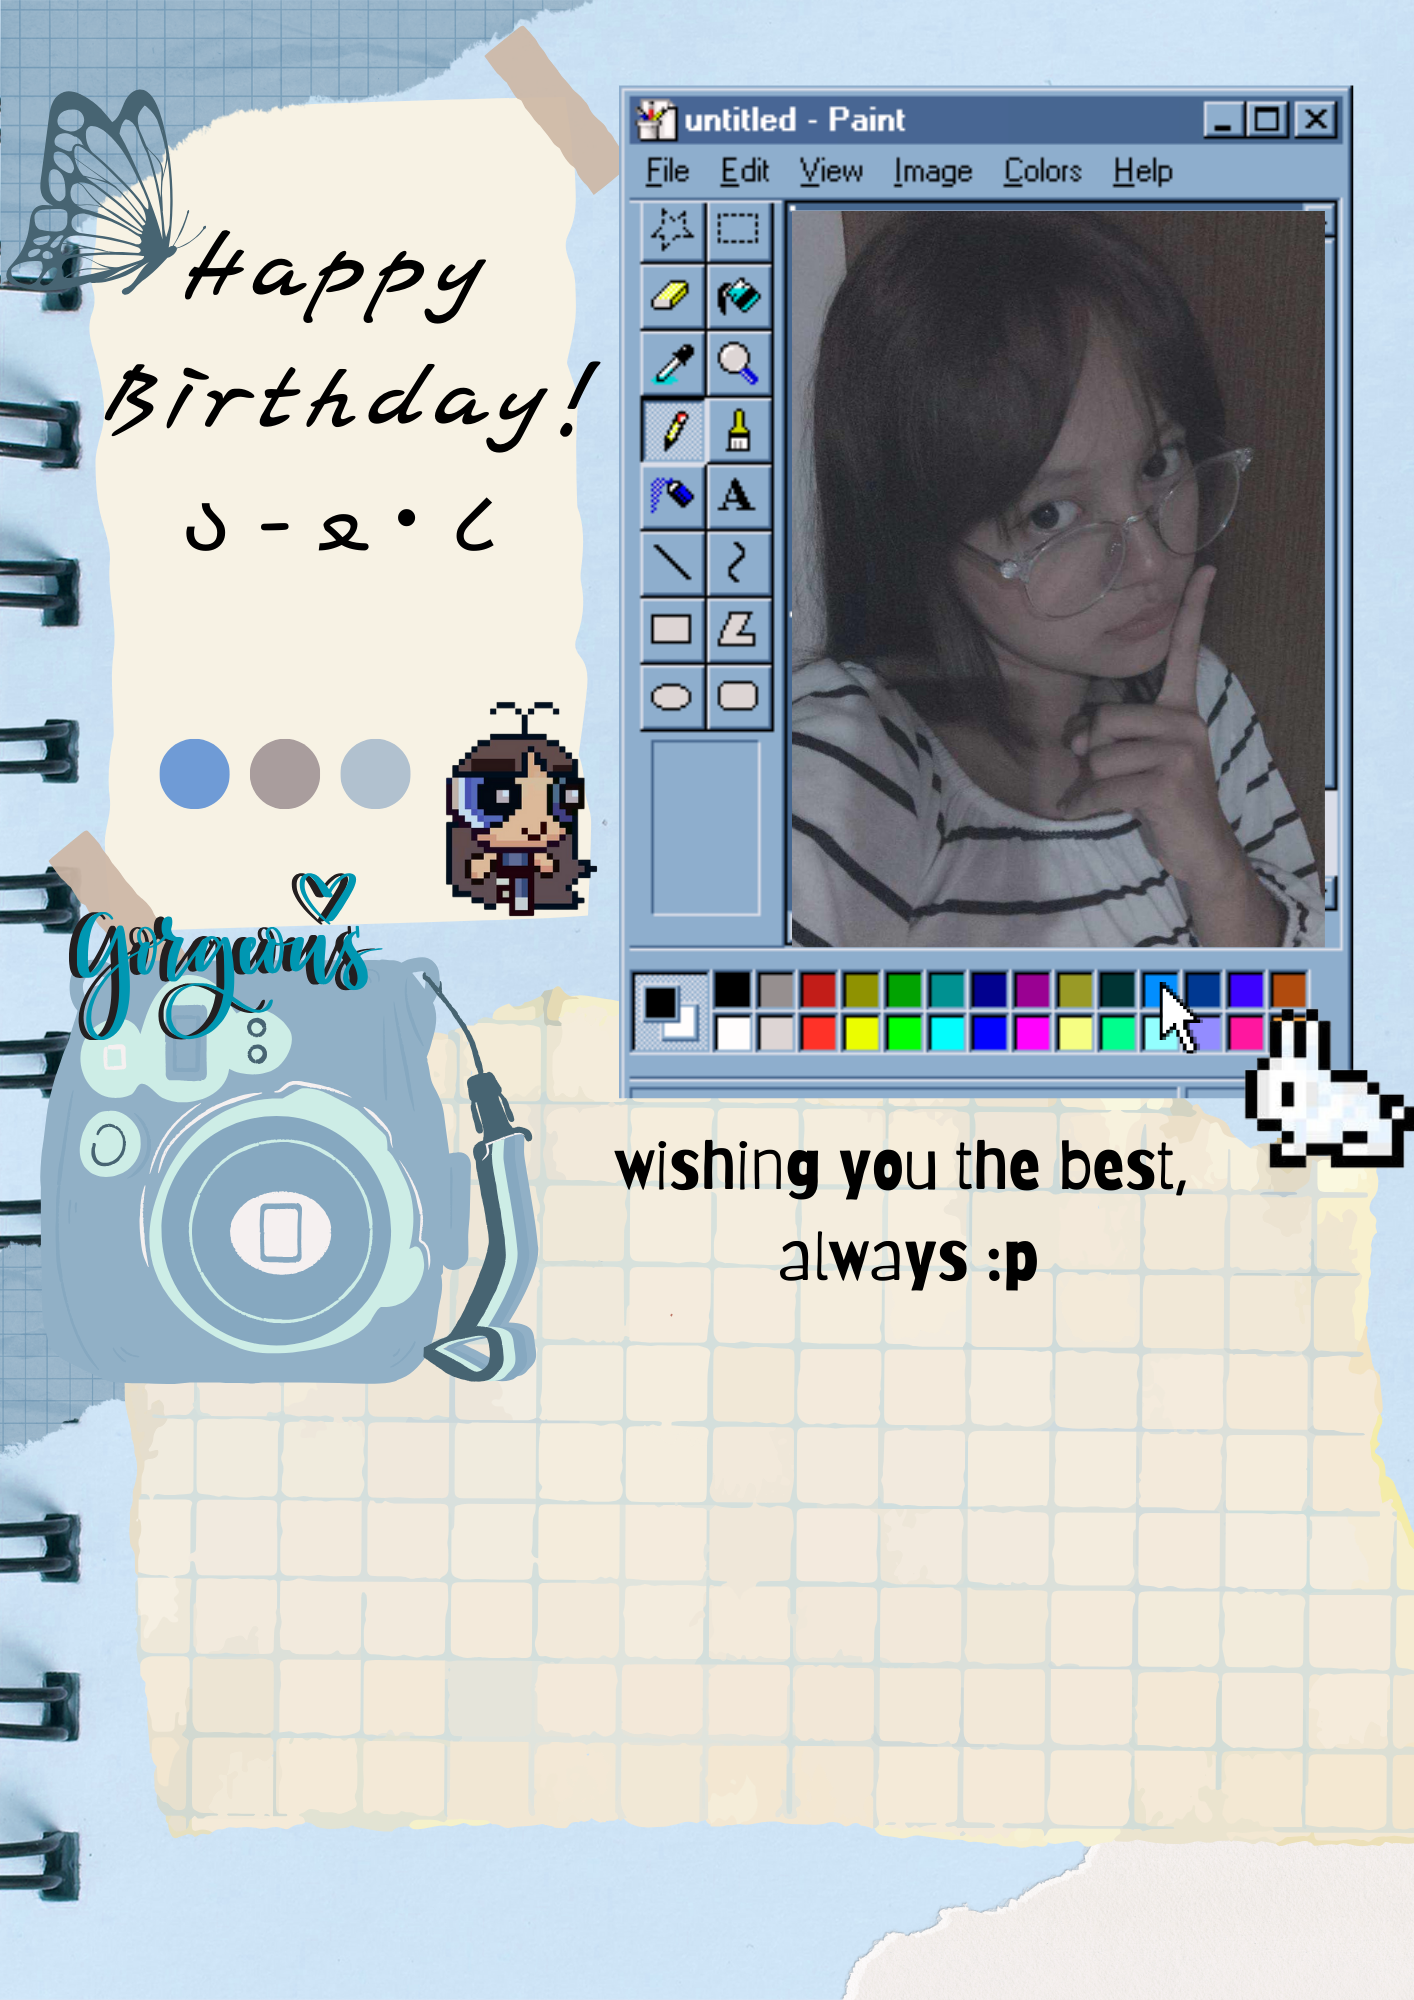 Happy
Birthday!
untitled - Paint
File Edit View Image Colors Help
A
Gorgeous
wishing you the best,
always :p